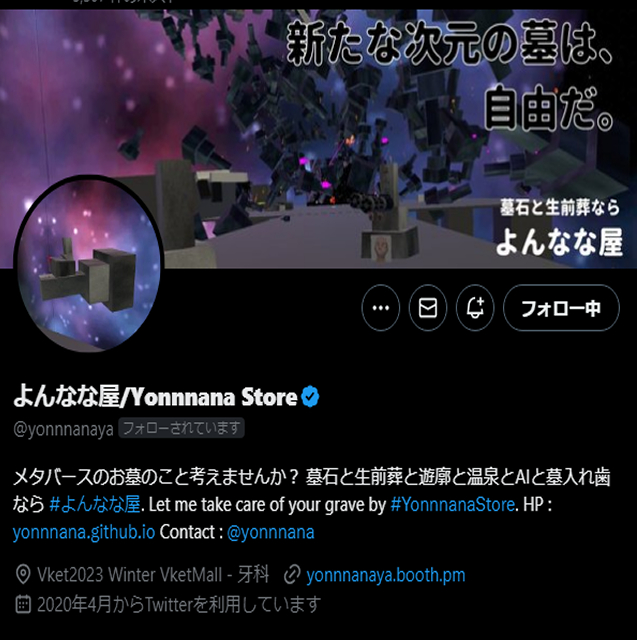 新たな次元の墓は、
自由だ。
墓石と生前葬なら
よんなな屋
フォロー中
よんなな屋/Yonnnana Store
@yonnnanaya フォローされています
メタバースのお墓のこと考えませんか？ 墓石と生前葬と遊廓と温泉とAIと墓入れ歯
なら #よんなな屋. Let me take care of your grave by #YonnnanaStore. HP :
yonnnana.github.io Contact : @yonnnana
Vket2023 Winter VketMall - 牙科 yonnnanaya.booth.pm
2020年4月からTwitterを利用しています